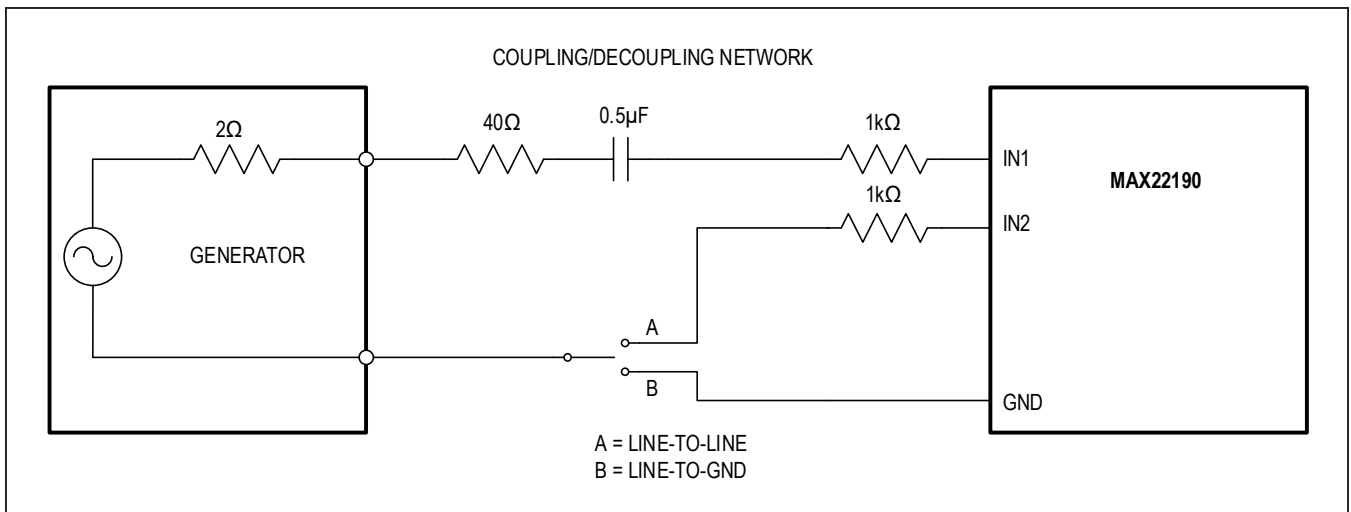 COUPLING/DECOUPLING NETWORK
2Ω
40Ω
0.5µF
1kΩ
IN1
MAX22190
1kΩ
IN2
GENERATOR
A
B
GND
A = LINE-TO-LINE
B = LINE-TO-GND